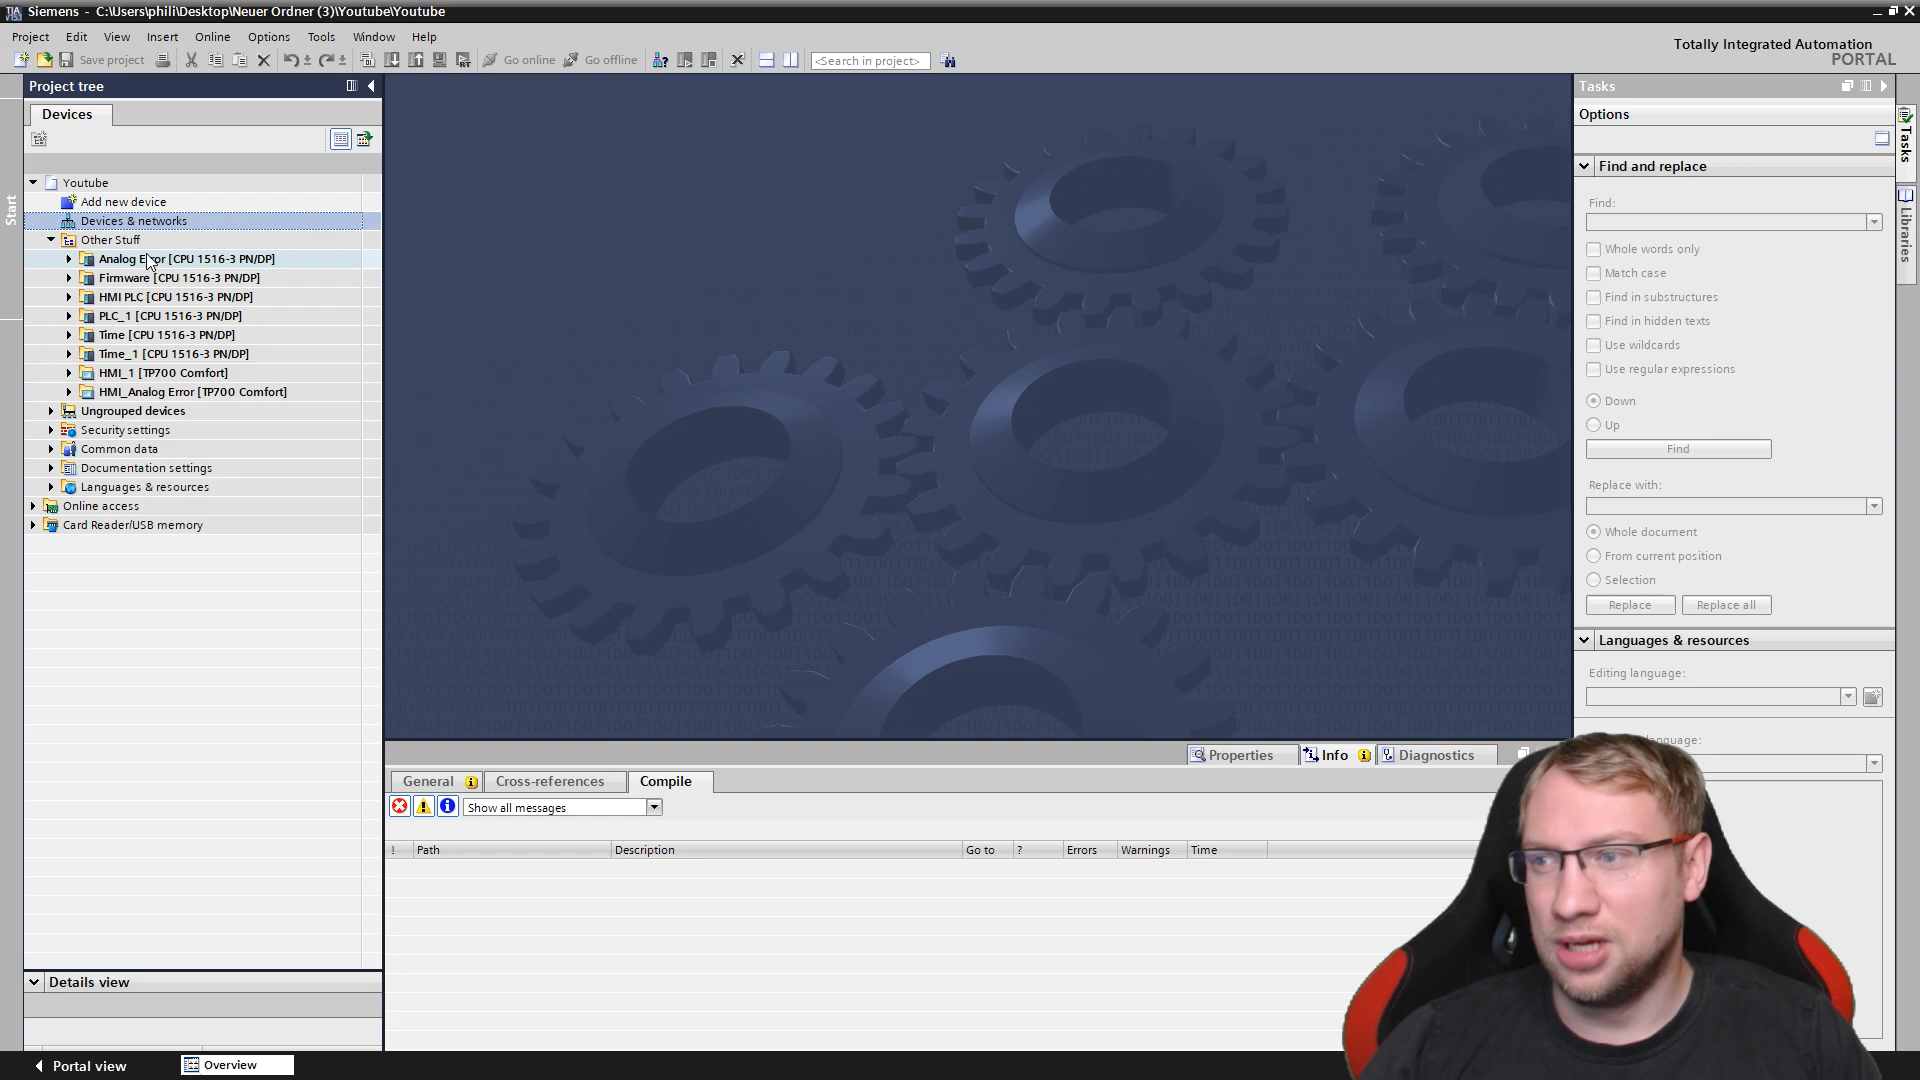 Siemens - C:\Users\phili\Desktop\Neuer Ordner (3)\Youtube\Youtube
Project Edit View Insert Online Options Tools Window Help
Totally Integrated Automation
PORTAL
Save project
Go online
Go offline
<Search in project>
Project tree
Devices
Start
Youtube
Add new device
Devices & networks
Other Stuff
Analog Error [CPU 1516-3 PN/DP]
Firmware [CPU 1516-3 PN/DP]
HMI PLC [CPU 1516-3 PN/DP]
PLC_1 [CPU 1516-3 PN/DP]
Time [CPU 1516-3 PN/DP]
Time_1 [CPU 1516-3 PN/DP]
HMI_1 [TP700 Comfort]
HMI_Analog Error [TP700 Comfort]
Ungrouped devices
Security settings
Common data
Documentation settings
Languages & resources
Online access
Card Reader/USB memory
Details view
Portal view
Overview
Properties
Info
Diagnostics
General
Cross-references
Compile
Show all messages
! Path Description Go to ? Errors Warnings Time
Tasks
Options
Find and replace
Find:
Whole words only
Match case
Find in substructures
Find in hidden texts
Use wildcards
Use regular expressions
Down
Up
Find
Replace with:
Whole document
From current position
Selection
Replace
Replace all
Languages & resources
Editing language:
Tasks
Libraries